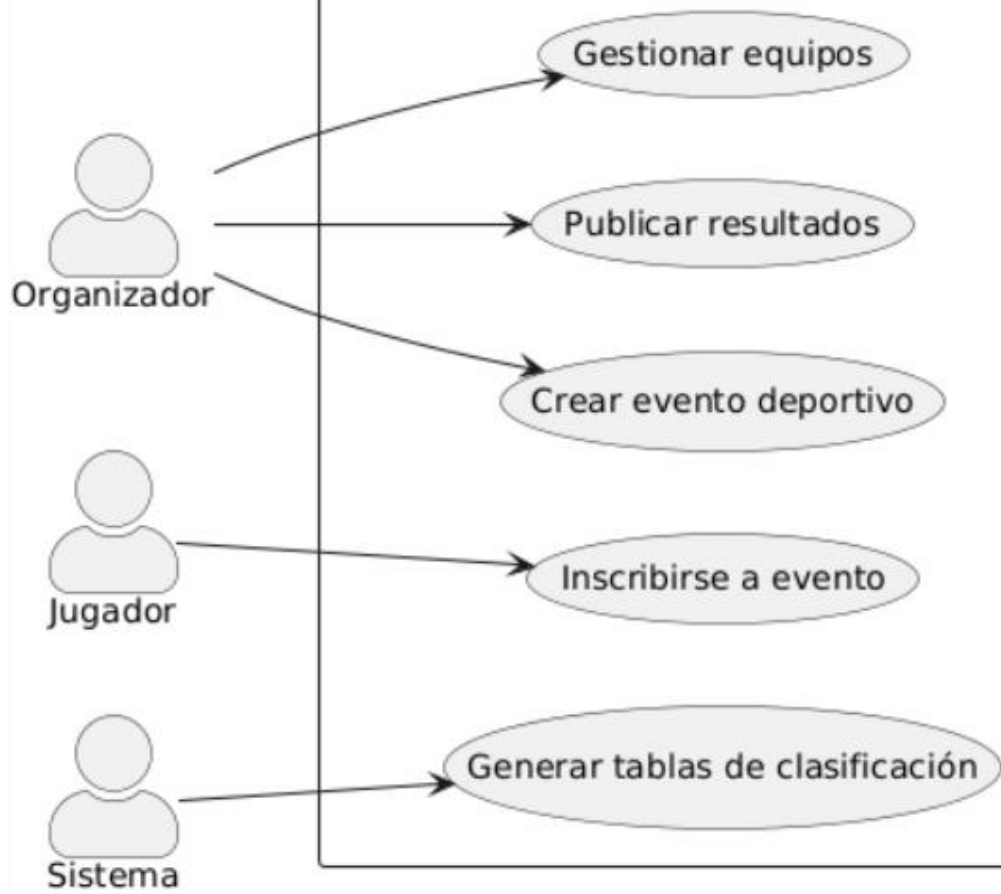 Gestionar equipos
Publicar resultados
Organizador
Crear evento deportivo
Inscribirse a evento
Jugador
Generar tablas de clasificación
Sistema